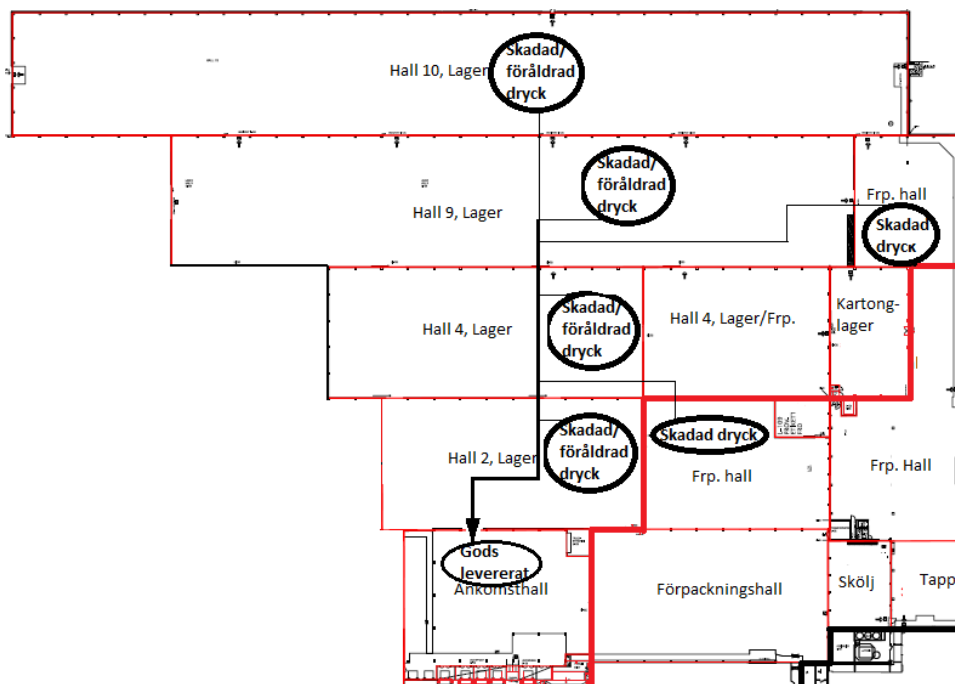 Skadad/
föråldrad
dryck
Hall 10, Lager
Skadad/
föråldrad
dryck
Hall 9, Lager
Frp. hall
Skadad
dryck
Skadad/
föråldrad
dryck
Hall 4, Lager
Hall 4, Lager/Frp.
Kartong-
lager
Skadad/
föråldrad
dryck
Hall 2, Lager
Skadad dryck
Frp. hall
Frp. Hall
Gods
levererat
Ankomsthall
Förpackningshall
Skölj
Tapp